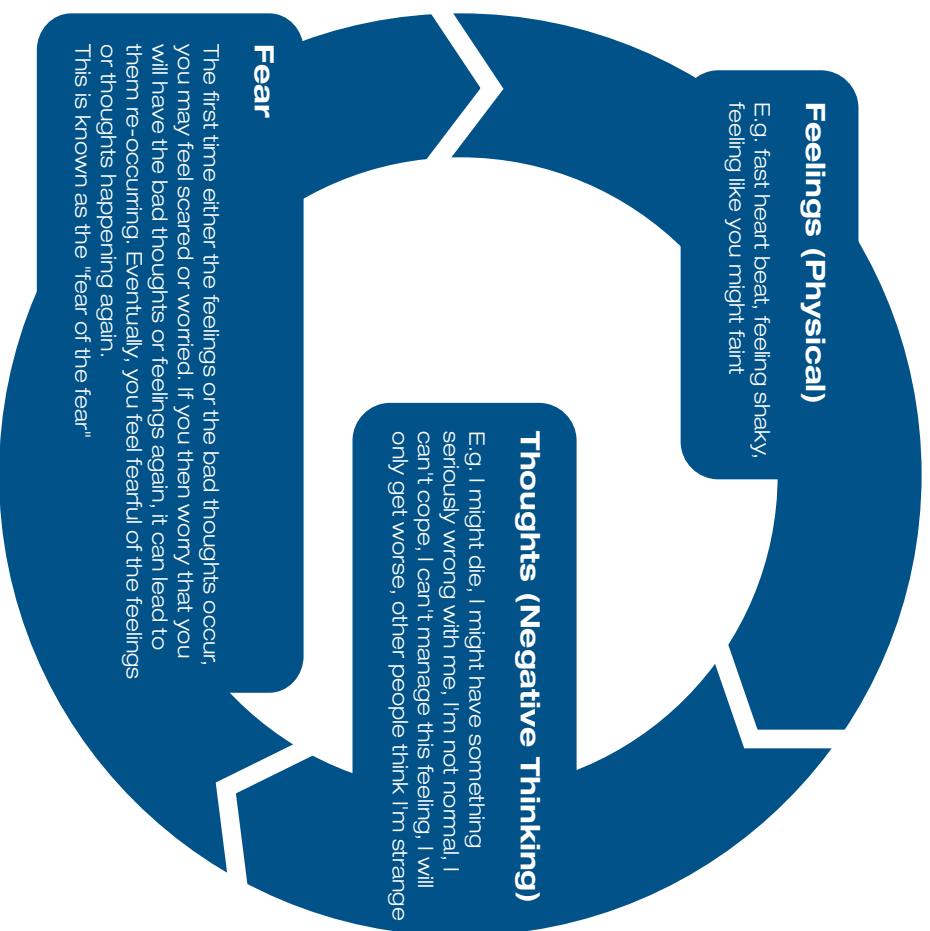 Feelings (Physical)
E.g. fast heart beat, feeling shaky,
feeling like you might faint
Thoughts (Negative Thinking)
E.g. I might die, I might have something
seriously wrong with me, I'm not normal, I
can't cope, I can't manage this feeling, I will
only get worse, other people think I'm strange
Fear
The first time either the feelings or the bad thoughts occur,
you may feel scared or worried. If you then worry that you
will have the bad thoughts or feelings again, it can lead to
them re-occurring. Eventually, you feel fearful of the feelings
or thoughts happening again.
This is known as the "fear of the fear"